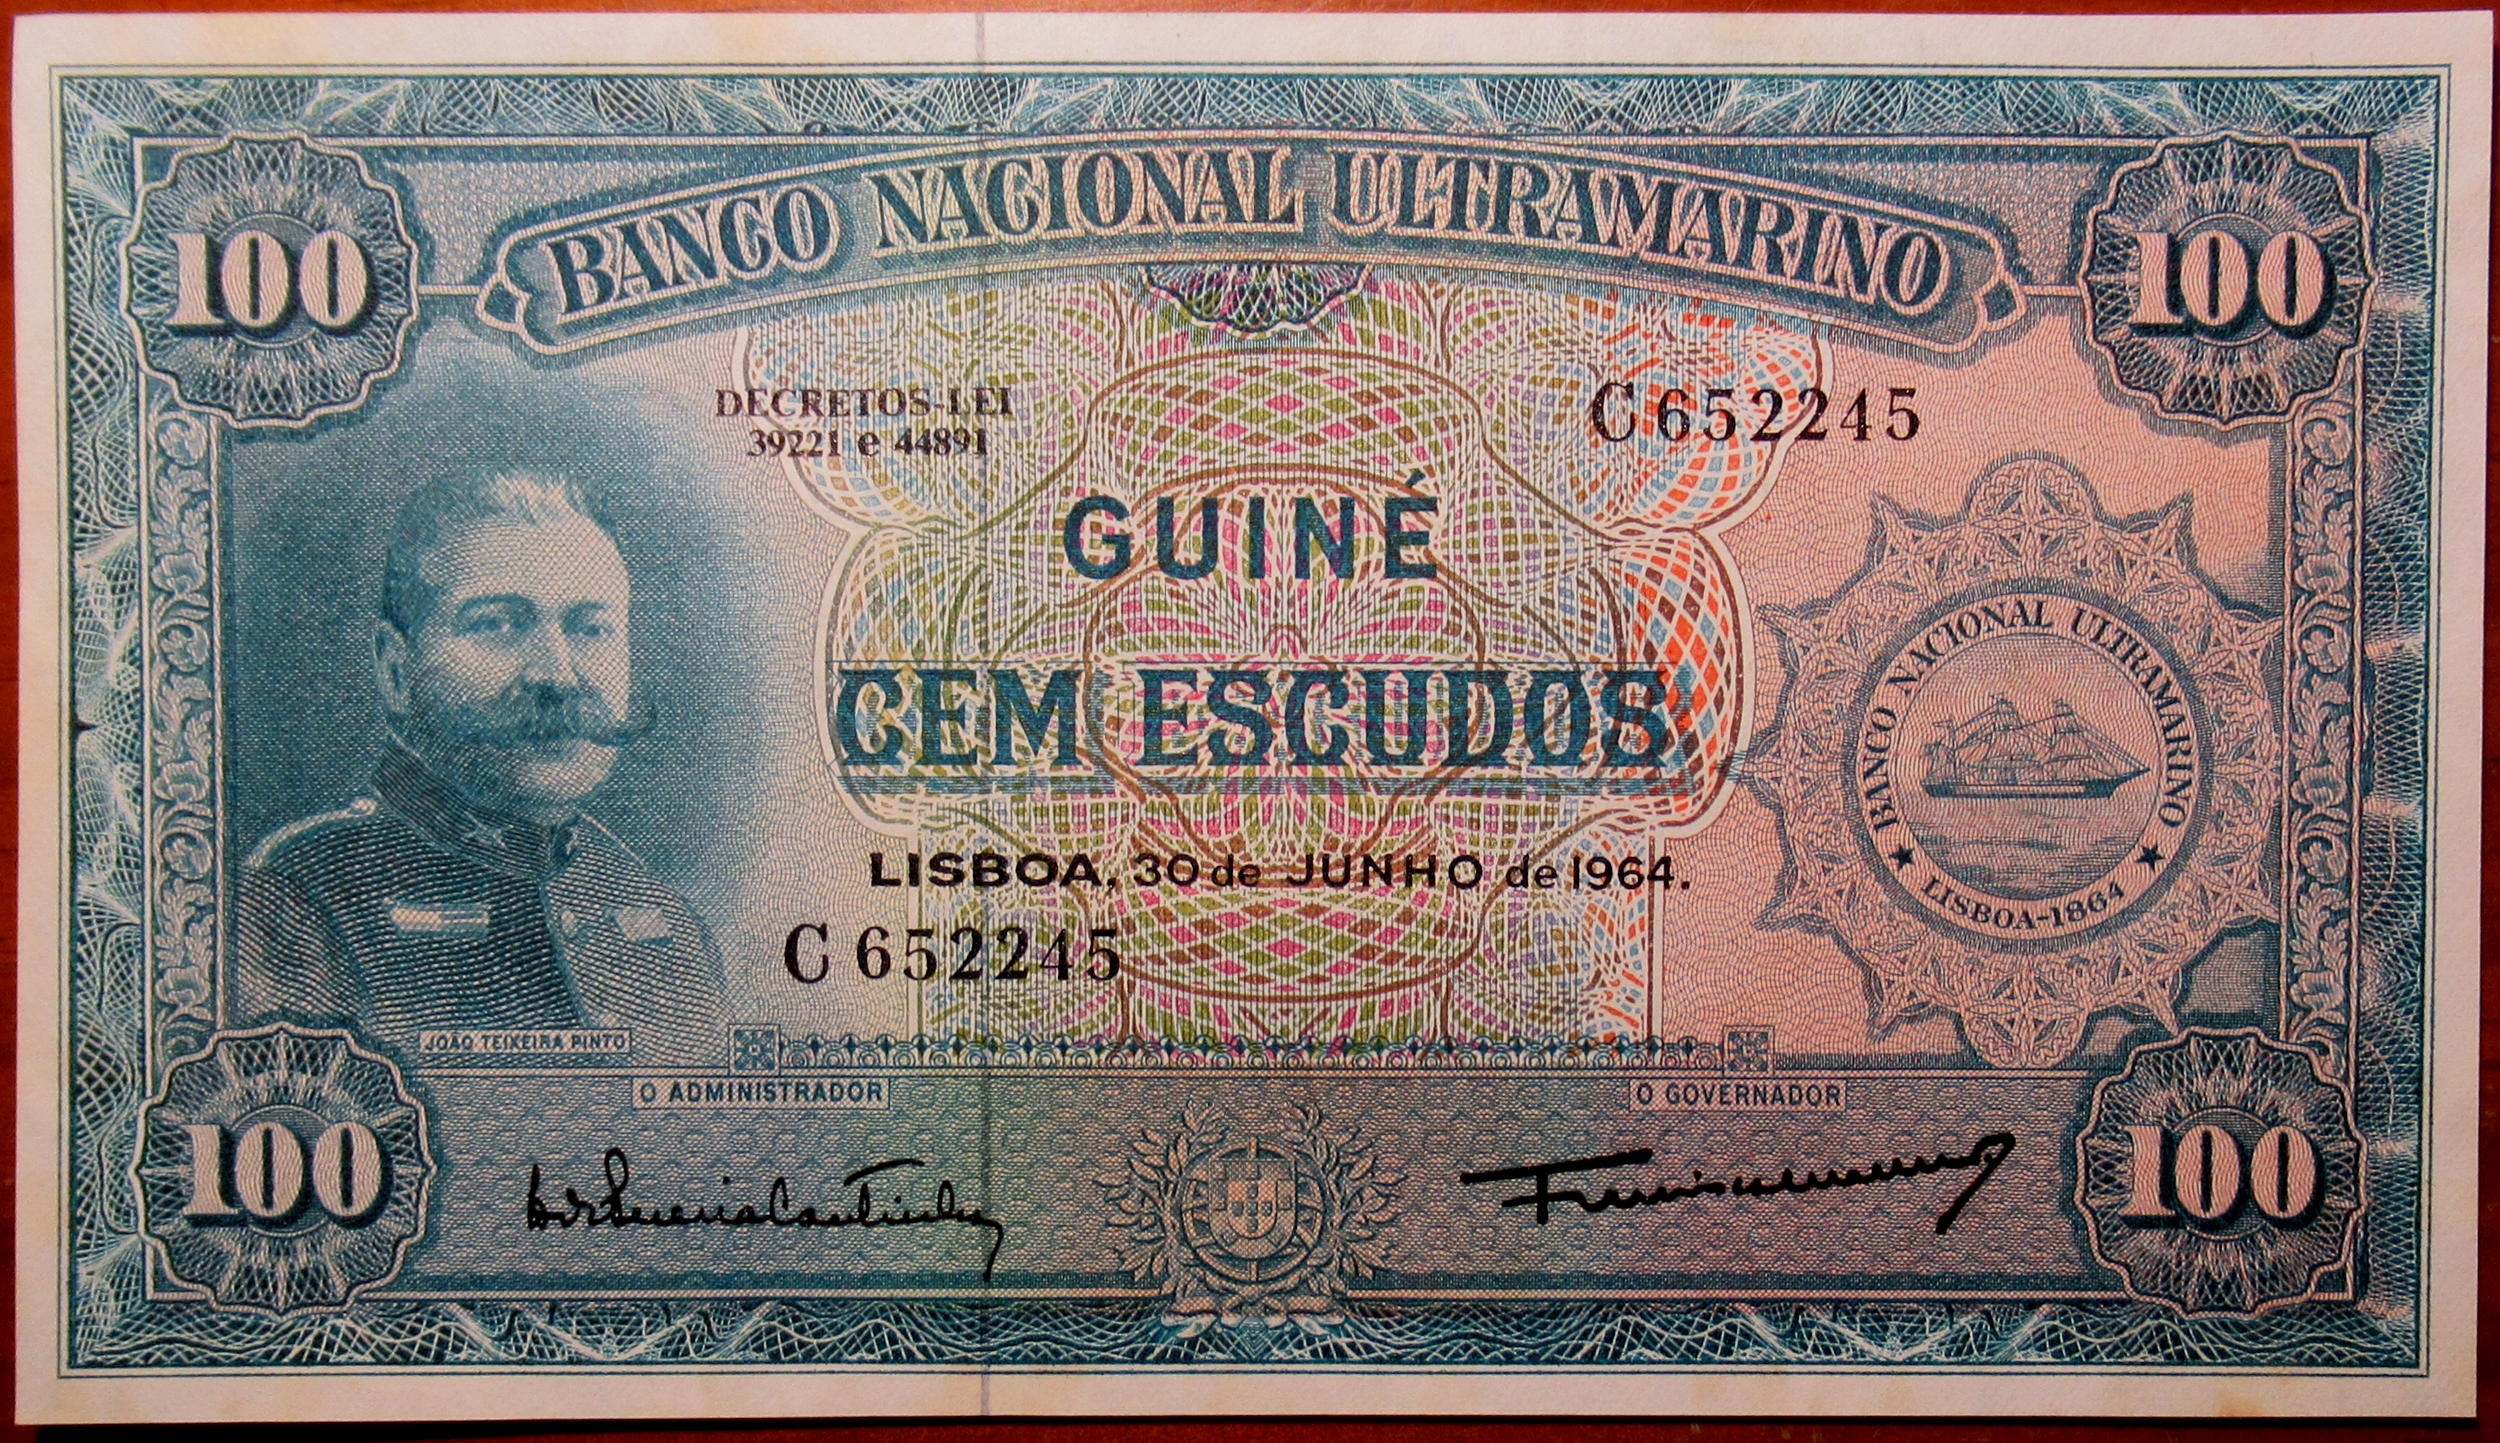 BANCO NACIONAL ULTRAMARINO
100
100
DECRETOS-LEI
39221 e 44891
C 652245
GUINÉ
CEM ESCUDOS
BANCO NACIONAL ULTRAMARINO
LISBOA-1864
LISBOA, 30 de JUNHO de 1964.
C 652245
JOÃO TEIXEIRA PINTO
O ADMINISTRADOR
O GOVERNADOR
100
100